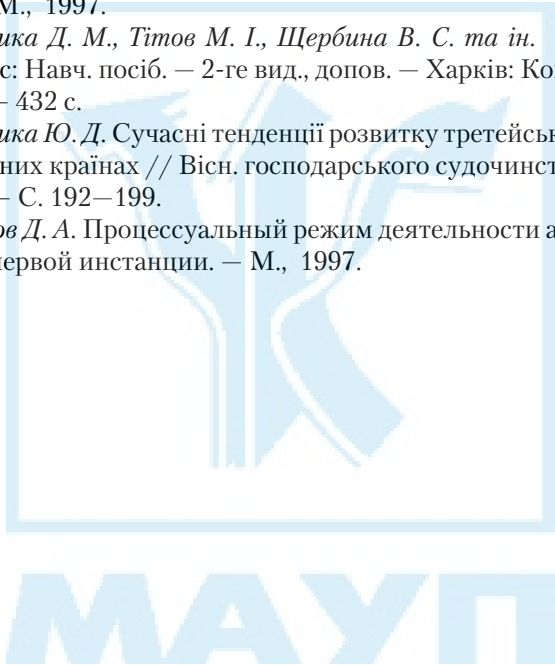 М., 1997.
ика Д. М., Тітов М. І., Щербина В. С. та ін.
с: Навч. посіб. — 2-ге вид., допов. — Харків: Ко
– 432 с.
ика Ю. Д. Сучасні тенденції розвитку третейськ
них країнах // Вісн. господарського судочинст
– С. 192—199.
ов Д. А. Процессуальный режим деятельности а
первой инстанции. — М., 1997.
МАУП